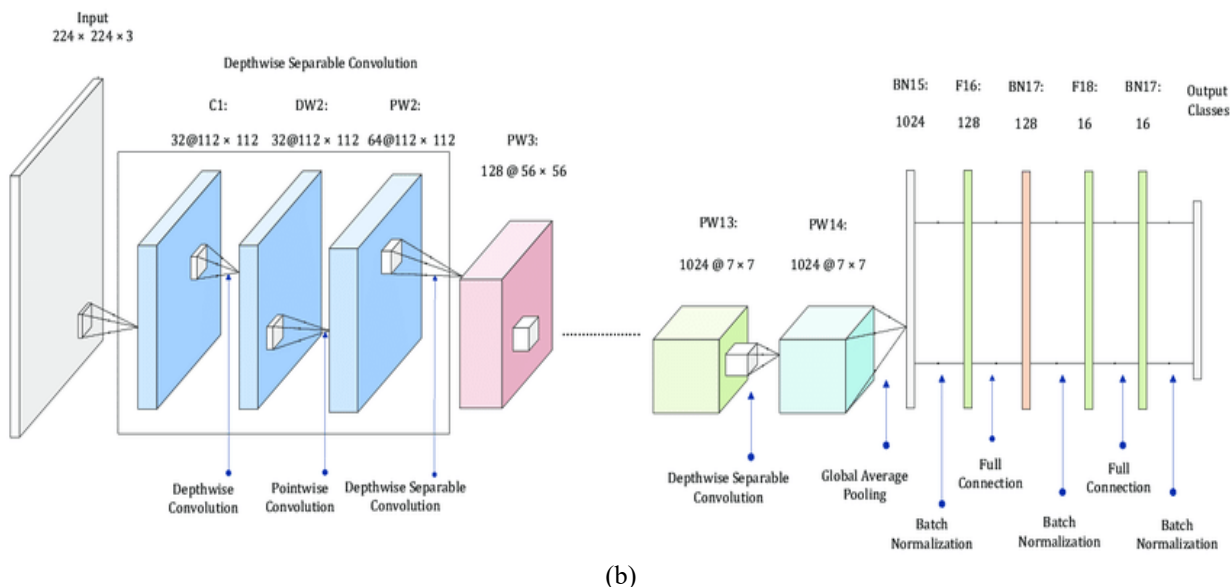 Input
224 × 224 × 3
Depthwise Separable Convolution
C1:
32@112 × 112
DW2:
32@112 × 112
PW2:
64@112 × 112
PW3:
128 @ 56 × 56
PW13:
1024 @ 7 × 7
PW14:
1024 @ 7 × 7
BN15:
1024
F16:
128
BN17:
128
F18:
16
BN17:
16
Output
Classes
Depthwise
Convolution
Pointwise
Convolution
Depthwise Separable
Convolution
Depthwise Separable
Convolution
Global Average
Pooling
Batch
Normalization
Full
Connection
Batch
Normalization
Full
Connection
Batch
Normalization
(b)